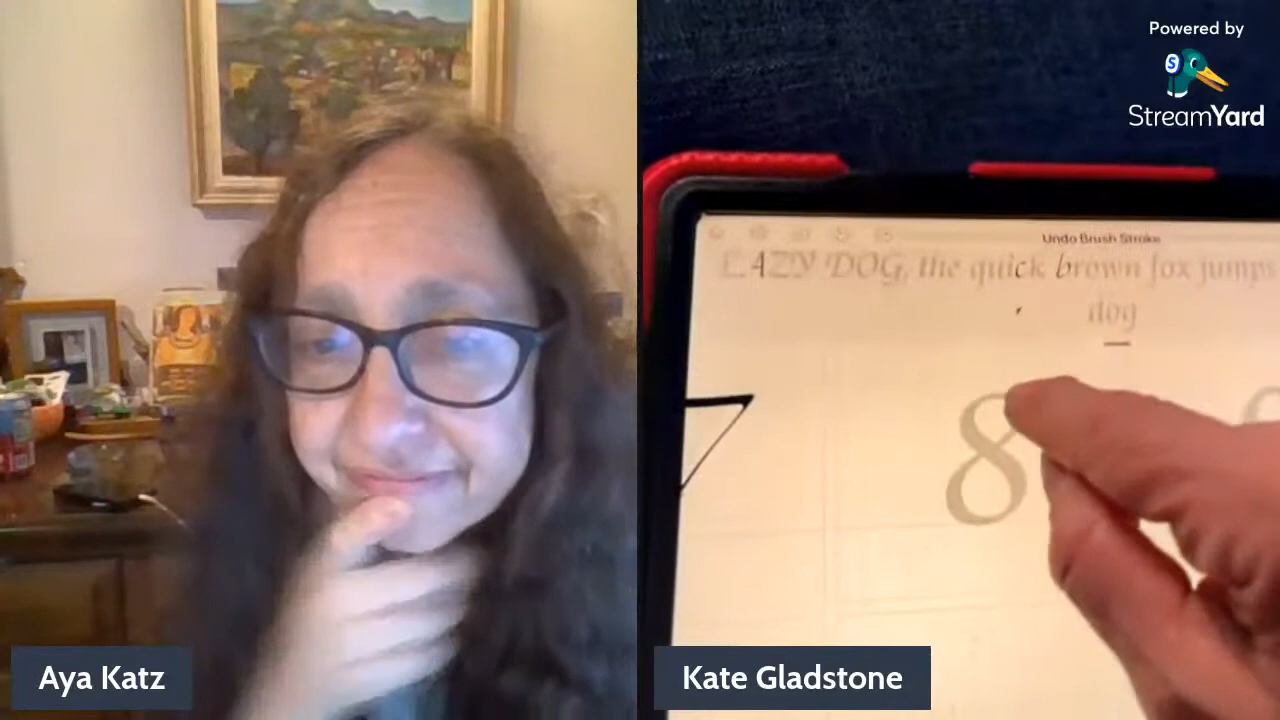 Powered by
StreamYard
Undo Brush Stroke
LAZY DOG, the quick brown fox jumps
dog
8
Aya Katz
Kate Gladstone